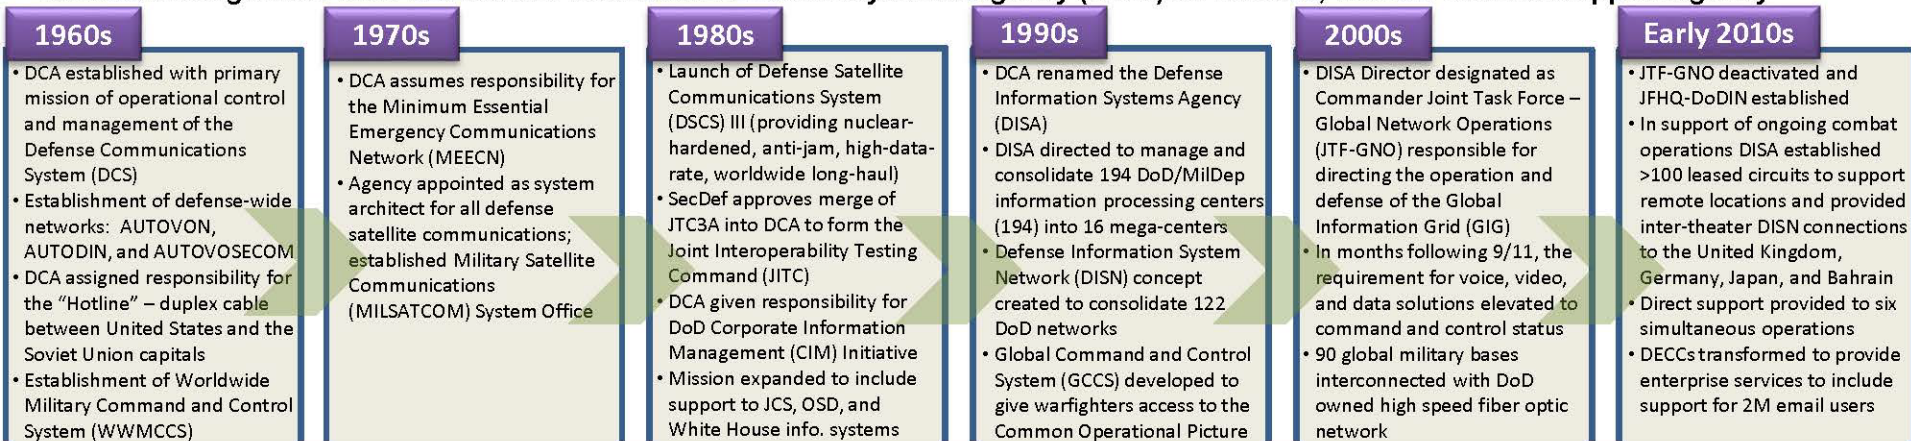 1960s
• DCA established with primary
mission of operational control
and management of the
Defense Communications
System (DCS)
• Establishment of defense-wide
networks: AUTOVON,
AUTODIN, and AUTOVOSECOM
• DCA assigned responsibility for
the “Hotline” – duplex cable
between United States and the
Soviet Union capitals
• Establishment of Worldwide
Military Command and Control
System (WWMCCS)
1970s
• DCA assumes responsibility for
the Minimum Essential
Emergency Communications
Network (MEECN)
• Agency appointed as system
architect for all defense
satellite communications;
established Military Satellite
Communications
(MILSATCOM) System Office
1980s
• Launch of Defense Satellite
Communications System
(DSCS) III (providing nuclear-
hardened, anti-jam, high-data-
rate, worldwide long-haul)
• SecDef approves merge of
JTC3A into DCA to form the
Joint Interoperability Testing
Command (JITC)
• DCA given responsibility for
DoD Corporate Information
Management (CIM) Initiative
• Mission expanded to include
support to JCS, OSD, and
White House info. systems
1990s
• DCA renamed the Defense
Information Systems Agency
(DISA)
• DISA directed to manage and
consolidate 194 DoD/MilDep
information processing centers
(194) into 16 mega-centers
• Defense Information System
Network (DISN) concept
created to consolidate 122
DoD networks
• Global Command and Control
System (GCCS) developed to
give warfighters access to the
Common Operational Picture
2000s
• DISA Director designated as
Commander Joint Task Force –
Global Network Operations
(JTF-GNO) responsible for
directing the operation and
defense of the Global
Information Grid (GIG)
• In months following 9/11, the
requirement for voice, video,
and data solutions elevated to
command and control status
• 90 global military bases
interconnected with DoD
owned high speed fiber optic
network
Early 2010s
• JTF-GNO deactivated and
JFHQ-DoDIN established
• In support of ongoing combat
operations DISA established
>100 leased circuits to support
remote locations and provided
inter-theater DISN connections
to the United Kingdom,
Germany, Japan, and Bahrain
• Direct support provided to six
simultaneous operations
• DECCs transformed to provide
enterprise services to include
support for 2M email users